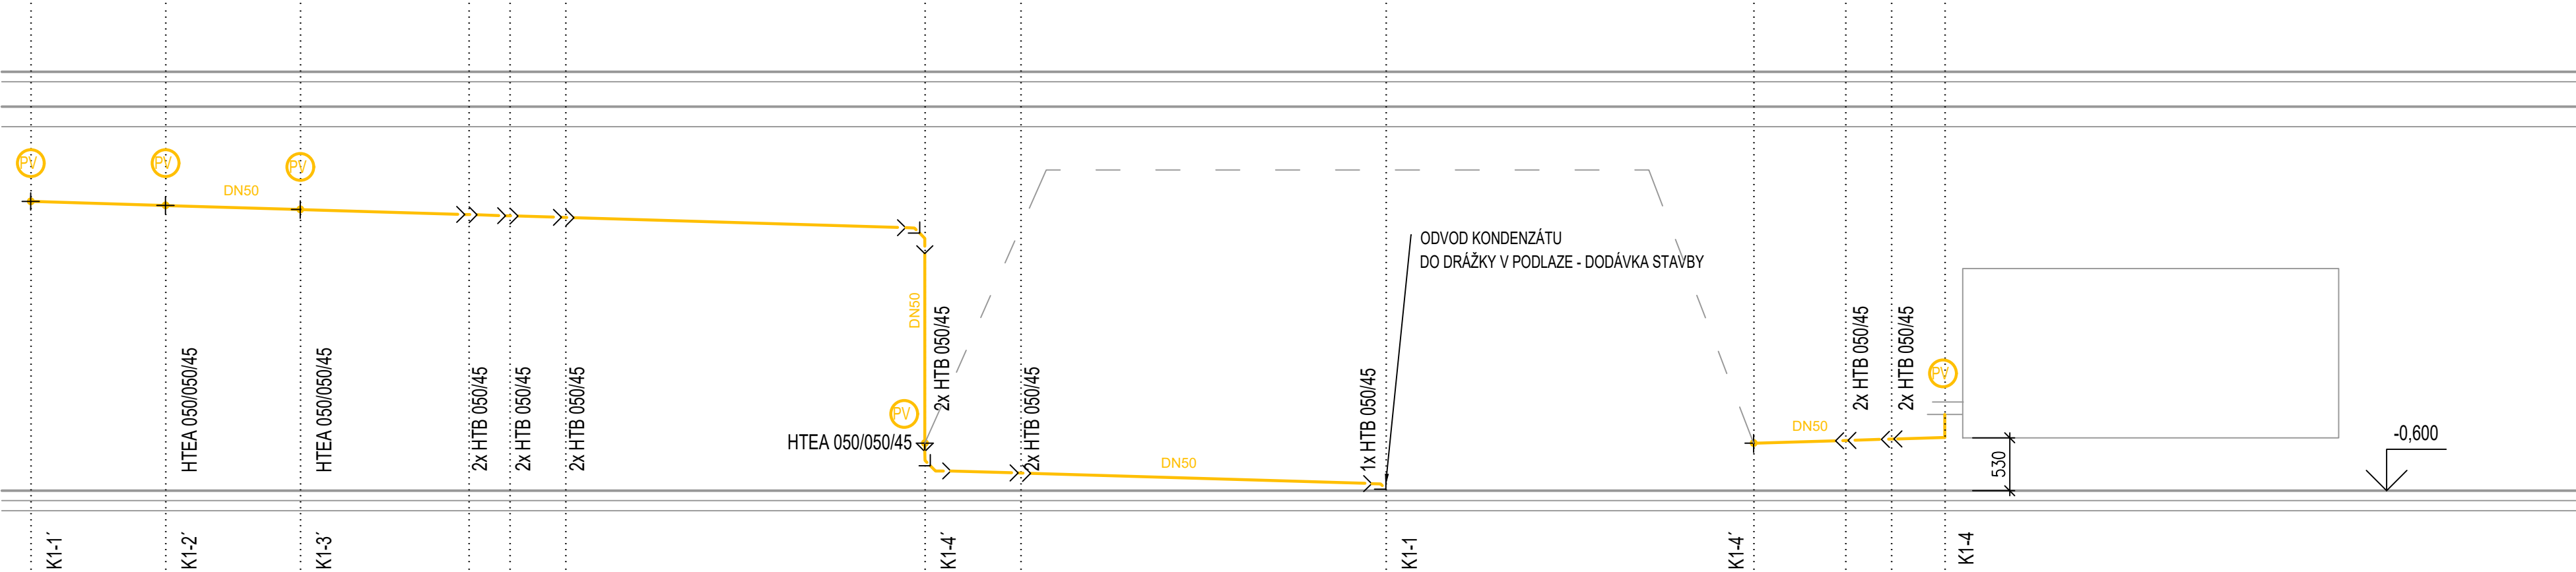 PV
PV
PV
DN50
DN50
ODVOD KONDENZÁTU
DO DRÁŽKY V PODLAZE - DODÁVKA STAVBY
HTEA 050/050/050/45
HTEA 050/050/050/45
2x HTB 050/45
2x HTB 050/45
2x HTB 050/45
2x HTB 050/45
PV
HTEA 050/050/45
2x HTB 050/45
DN50
1x HTB 050/45
DN50
2x HTB 050/45
2x HTB 050/45
PV
530
-0,600
K1-1´
K1-2´
K1-3´
K1-4´
K1-1
K1-4´
K1-4